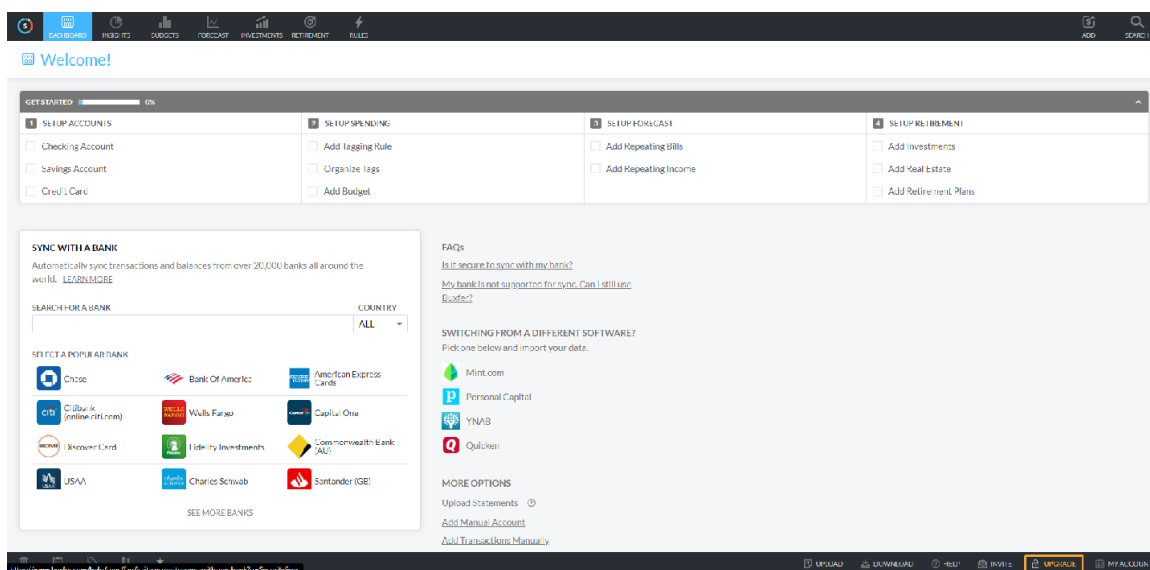 DASHBOARD INSIGHTS BUDGETS FORECAST INVESTMENTS RETIREMENT RULES ADD SEARCH
Welcome!
GET STARTED 0%
1 SETUP ACCOUNTS
Checking Account
Savings Account
Credit Card
2 SETUP SPENDING
Add Tagging Rule
Organize Tags
Add Budget
3 SETUP FORECAST
Add Repeating Bills
Add Repeating Income
4 SETUP RETIREMENT
Add Investments
Add Real Estate
Add Retirement Plans
SYNC WITH A BANK
Automatically sync transactions and balances from over 20,000 banks all around the
world. LEARN MORE
SEARCH FOR A BANK COUNTRY
ALL
SELECT A POPULAR BANK
Chase
Bank Of America
American Express
Cards
Citibank
(online.citi.com)
WELLS
FARGO
Wells Fargo
Capital One
Discover Card
Fidelity Investments
Commonwealth Bank
(AU)
USAA
Charles Schwab
Santander (GB)
SEE MORE BANKS
FAQs
Is it secure to sync with my bank?
My bank is not supported for sync. Can I still use
Buxfer?
SWITCHING FROM A DIFFERENT SOFTWARE?
Pick one below and import your data.
Mint.com
Personal Capital
YNAB
Quicken
MORE OPTIONS
Upload Statements
Add Manual Account
Add Transactions Manually
UPLOAD DOWNLOAD HELP INVITE UPGRADE MY ACCOUNT